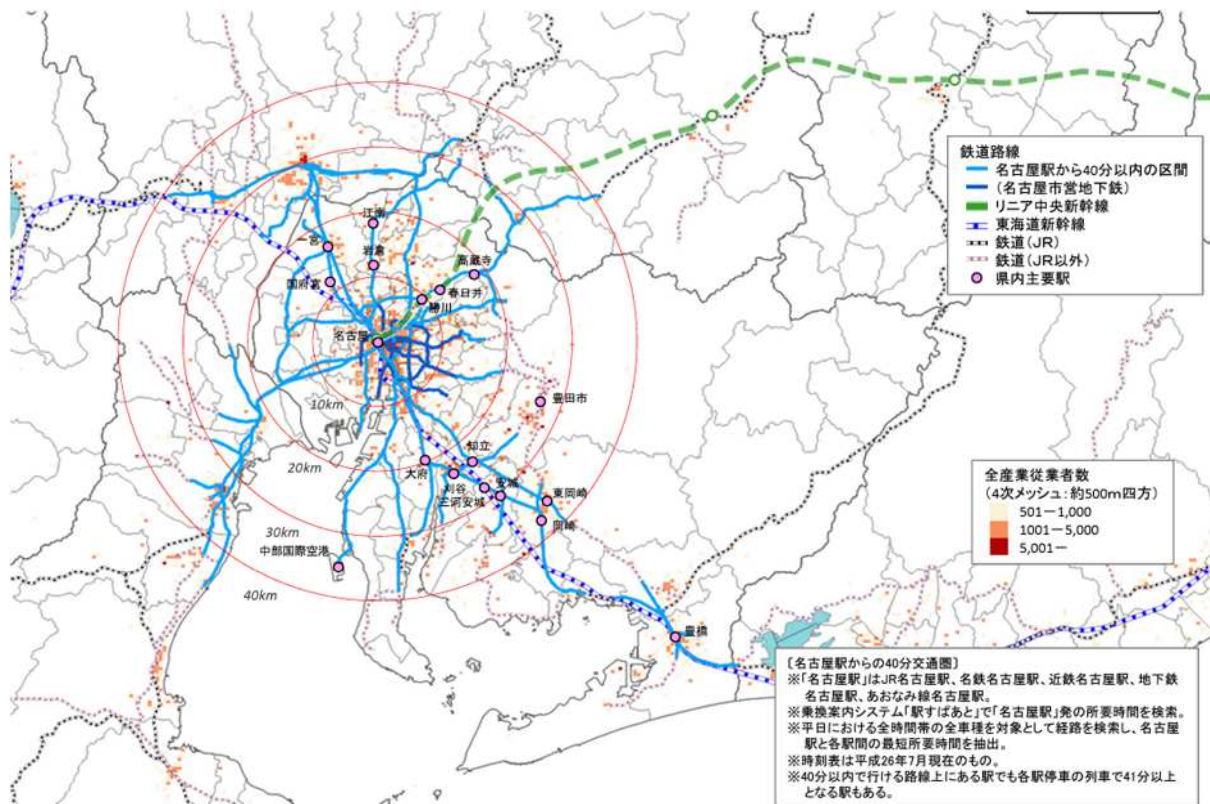 江南
一宮
岩倉
国府宮
高蔵寺
春日井
勝川
名古屋
10km
豊田市
20km
知立
大府
刈谷
安城
三河安城
東岡崎
岡崎
30km
中部国際空港
40km
豊橋
鉄道路線
名古屋駅から40分以内の区間
(名古屋市営地下鉄)
リニア中央新幹線
東海道新幹線
鉄道(JR)
鉄道(JR以外)
県内主要駅
全産業従業者数
(4次メッシュ:約500m四方)
501-1,000
1001-5,000
5,001-
〔名古屋駅からの40分交通圏〕
※「名古屋駅」はJR名古屋駅、名鉄名古屋駅、近鉄名古屋駅、地下鉄
名古屋駅、あおなみ線名古屋駅。
※乗換案内システム「駅すぱあと」で「名古屋駅」発の所要時間を検索。
※平日における全時間帯の全車種を対象として経路を検索し、名古屋
駅と各駅間の最短所要時間を抽出。
※時刻表は平成26年7月現在のもの。
※40分以内で行ける路線上にある駅でも各駅停車の列車で41分以上
となる駅もある。